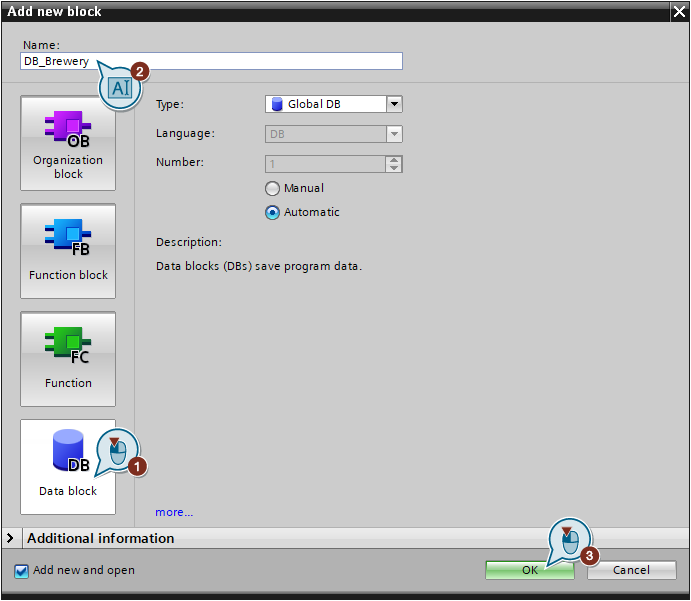 Add new block
Name:
DB_Brewery
AI
2
OB
Organization
block
FB
Function block
FC
Function
DB
Data block
1
Type:
Global DB
Language:
DB
Number:
1
Manual
Automatic
Description:
Data blocks (DBs) save program data.
more...
Additional information
Add new and open
OK
3
Cancel